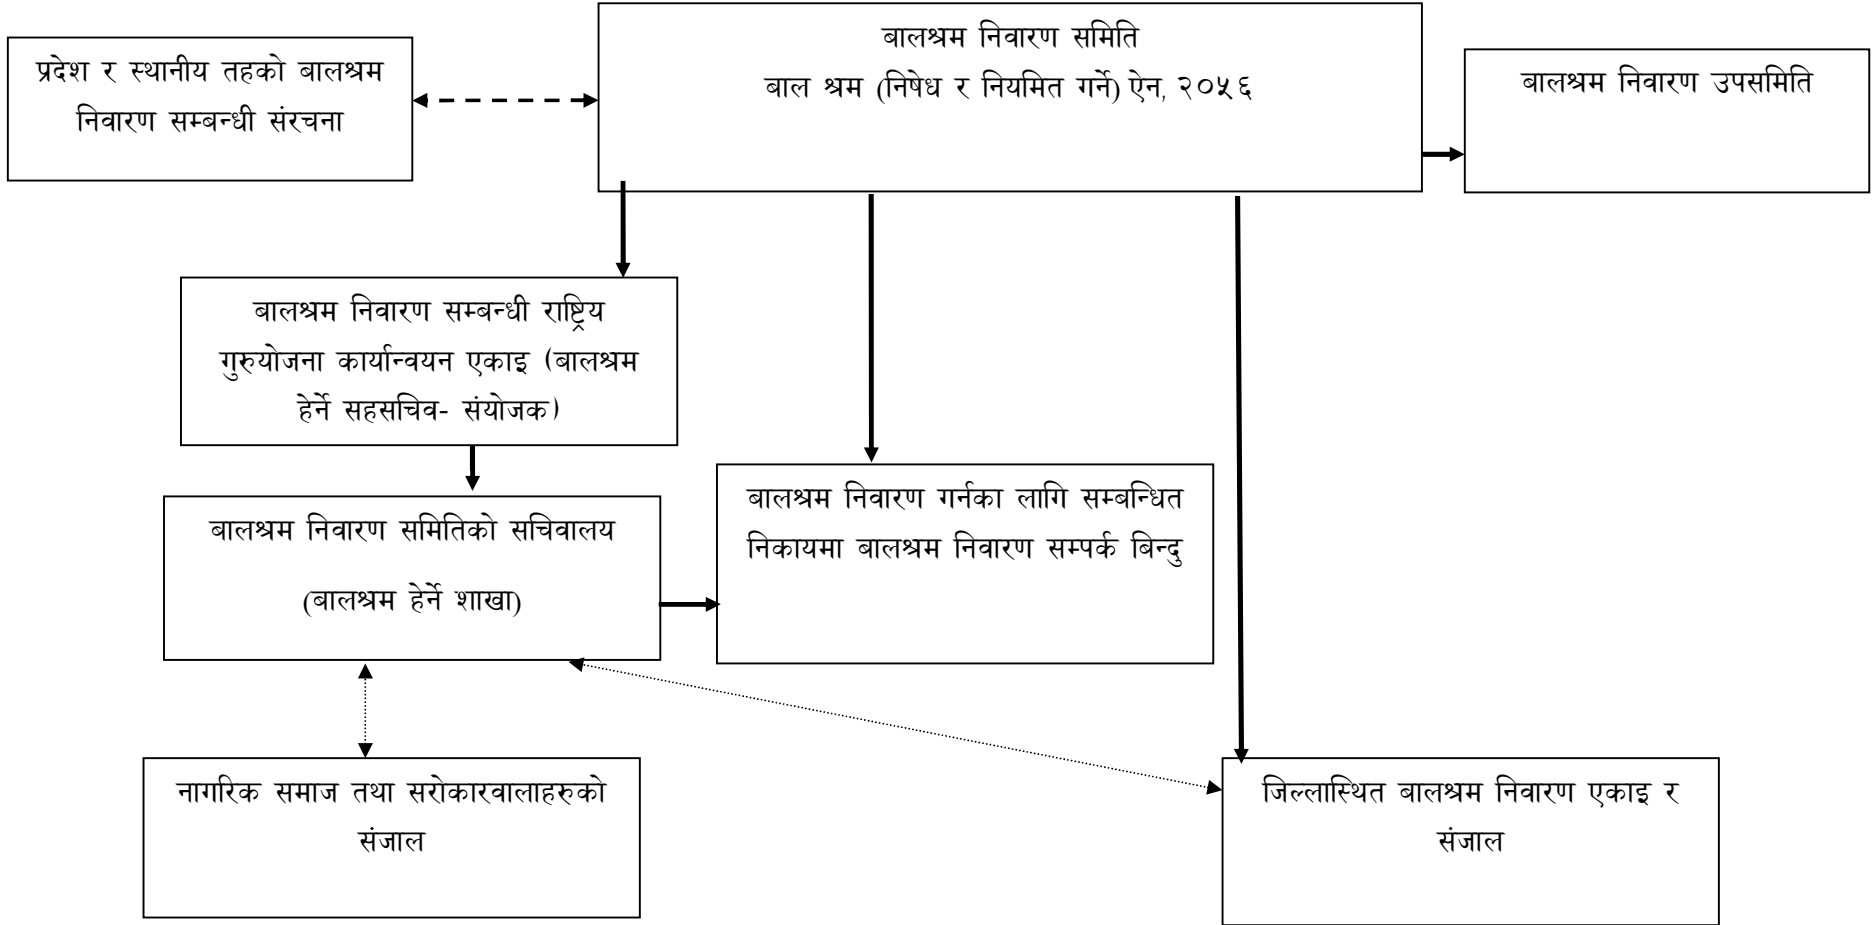 प्रदेश र स्थानीय तहको बालश्रम
निवारण सम्बन्धी संरचना
बालश्रम निवारण समिति
बाल श्रम (निषेध र नियमित गर्ने) ऐन, २०५६
बालश्रम निवारण उपसमिति
बालश्रम निवारण सम्बन्धी राष्ट्रिय
गुरुयोजना कार्यान्वयन एकाइ (बालश्रम
हेर्ने सहसचिव- संयोजक)
बालश्रम निवारण समितिको सचिवालय
(बालश्रम हेर्ने शाखा)
बालश्रम निवारण गर्नका लागि सम्बन्धित
निकायमा बालश्रम निवारण सम्पर्क बिन्दु
नागरिक समाज तथा सरोकारवालाहरुको
संजाल
जिल्लास्थित बालश्रम निवारण एकाइ र
संजाल